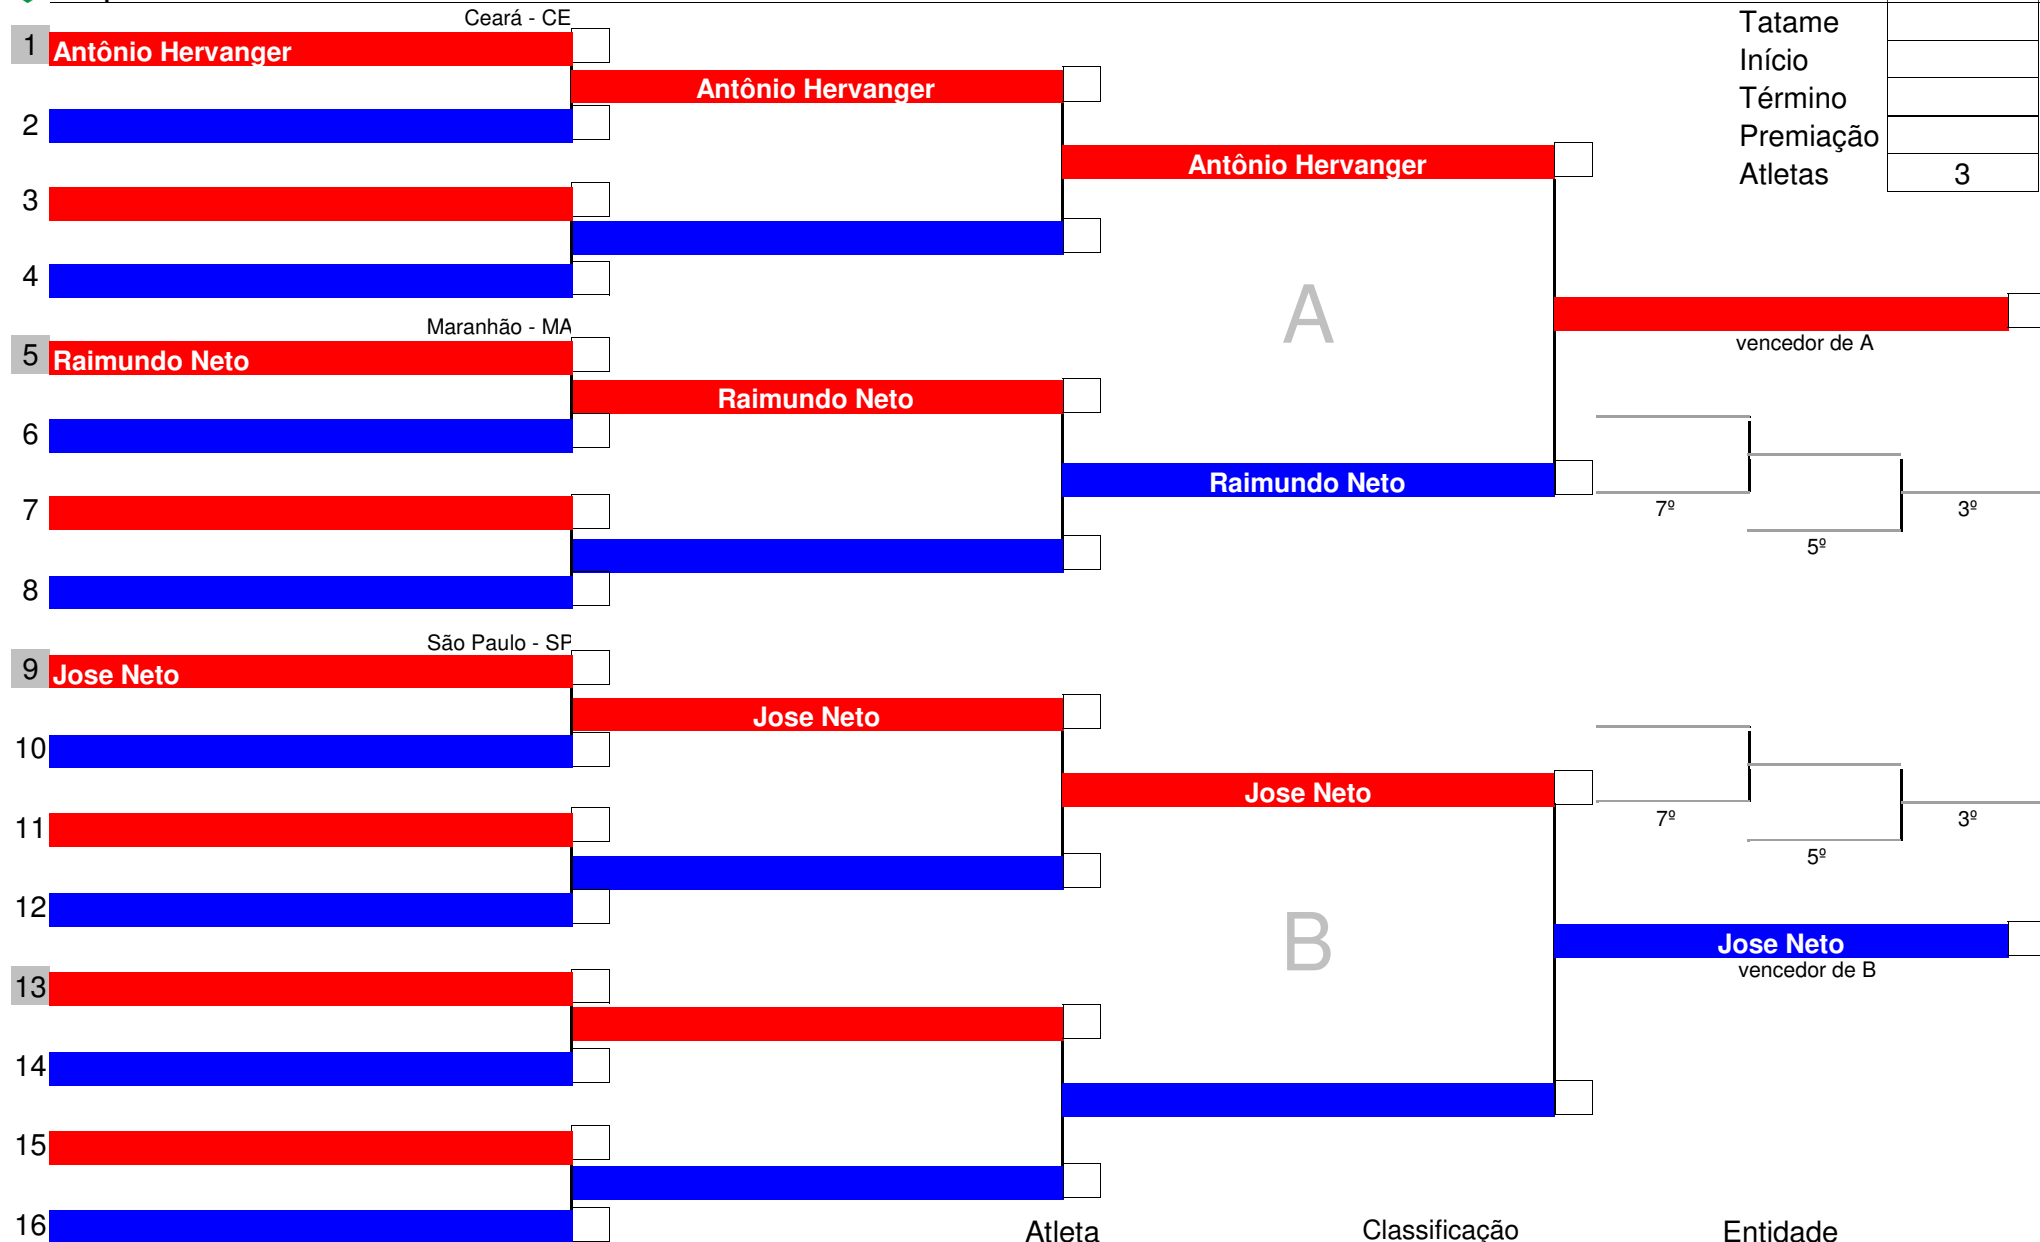 Ceará - CE
Tatame
1 Antônio Hervanger
Início
Antônio Hervanger
Término
2
Premiação
Antônio Hervanger
Atletas 3
3
4
A
Maranhão - MA
vencedor de A
5 Raimundo Neto
Raimundo Neto
6
Raimundo Neto
7
7º 3º
5º
8
São Paulo - SP
9 Jose Neto
Jose Neto
10
Jose Neto
7º 3º
11
5º
12
B
Jose Neto
vencedor de B
13
14
15
16
Atleta Classificação Entidade